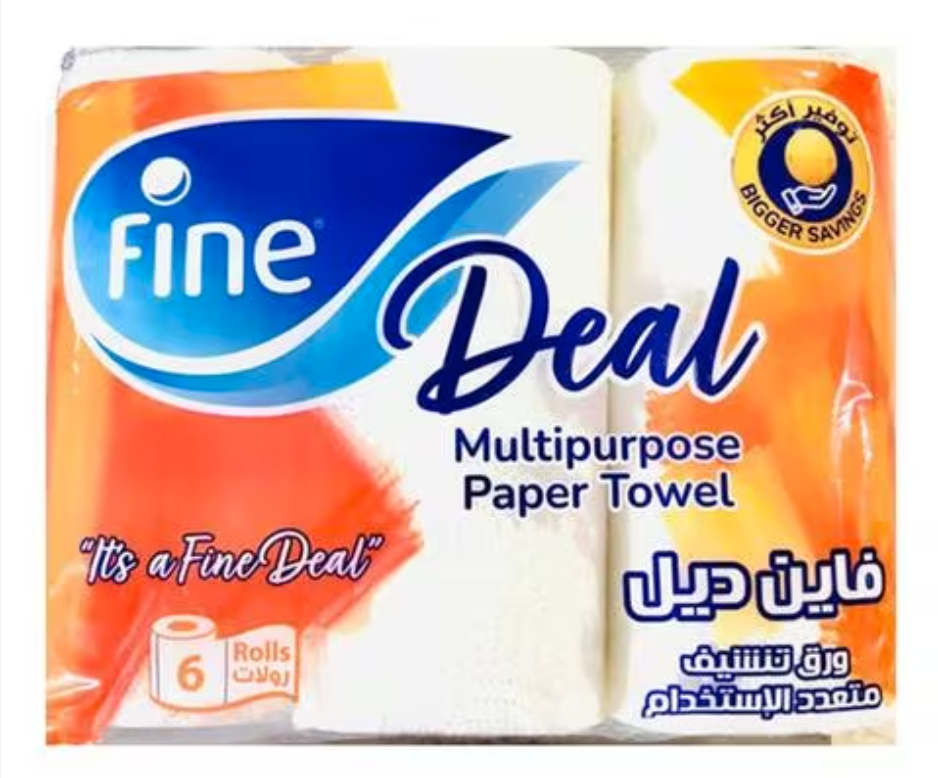 توفير أكثر
BIGGER SAVINGS
Fine®
Deal
Multipurpose
Paper Towel
"It's a Fine Deal"
6 Rolls
رولات
فاين ديل
ورق تنشيف
متعدد الإستخدام